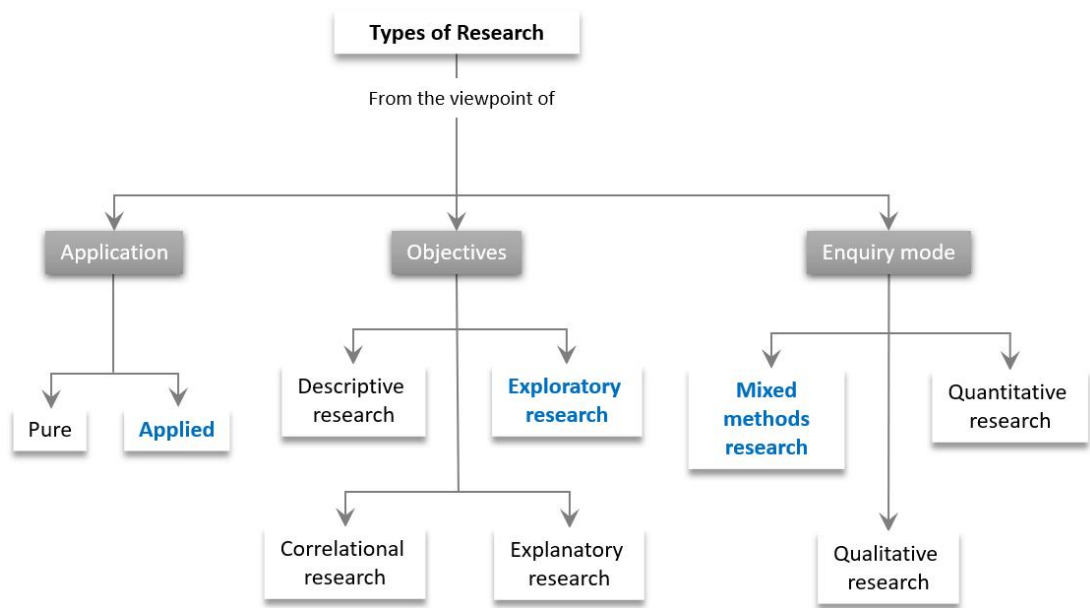 Types of Research
From the viewpoint of
Application
Objectives
Enquiry mode
Pure
Applied
Descriptive
research
Exploratory
research
Correlational
research
Explanatory
research
Mixed
methods
research
Quantitative
research
Qualitative
research